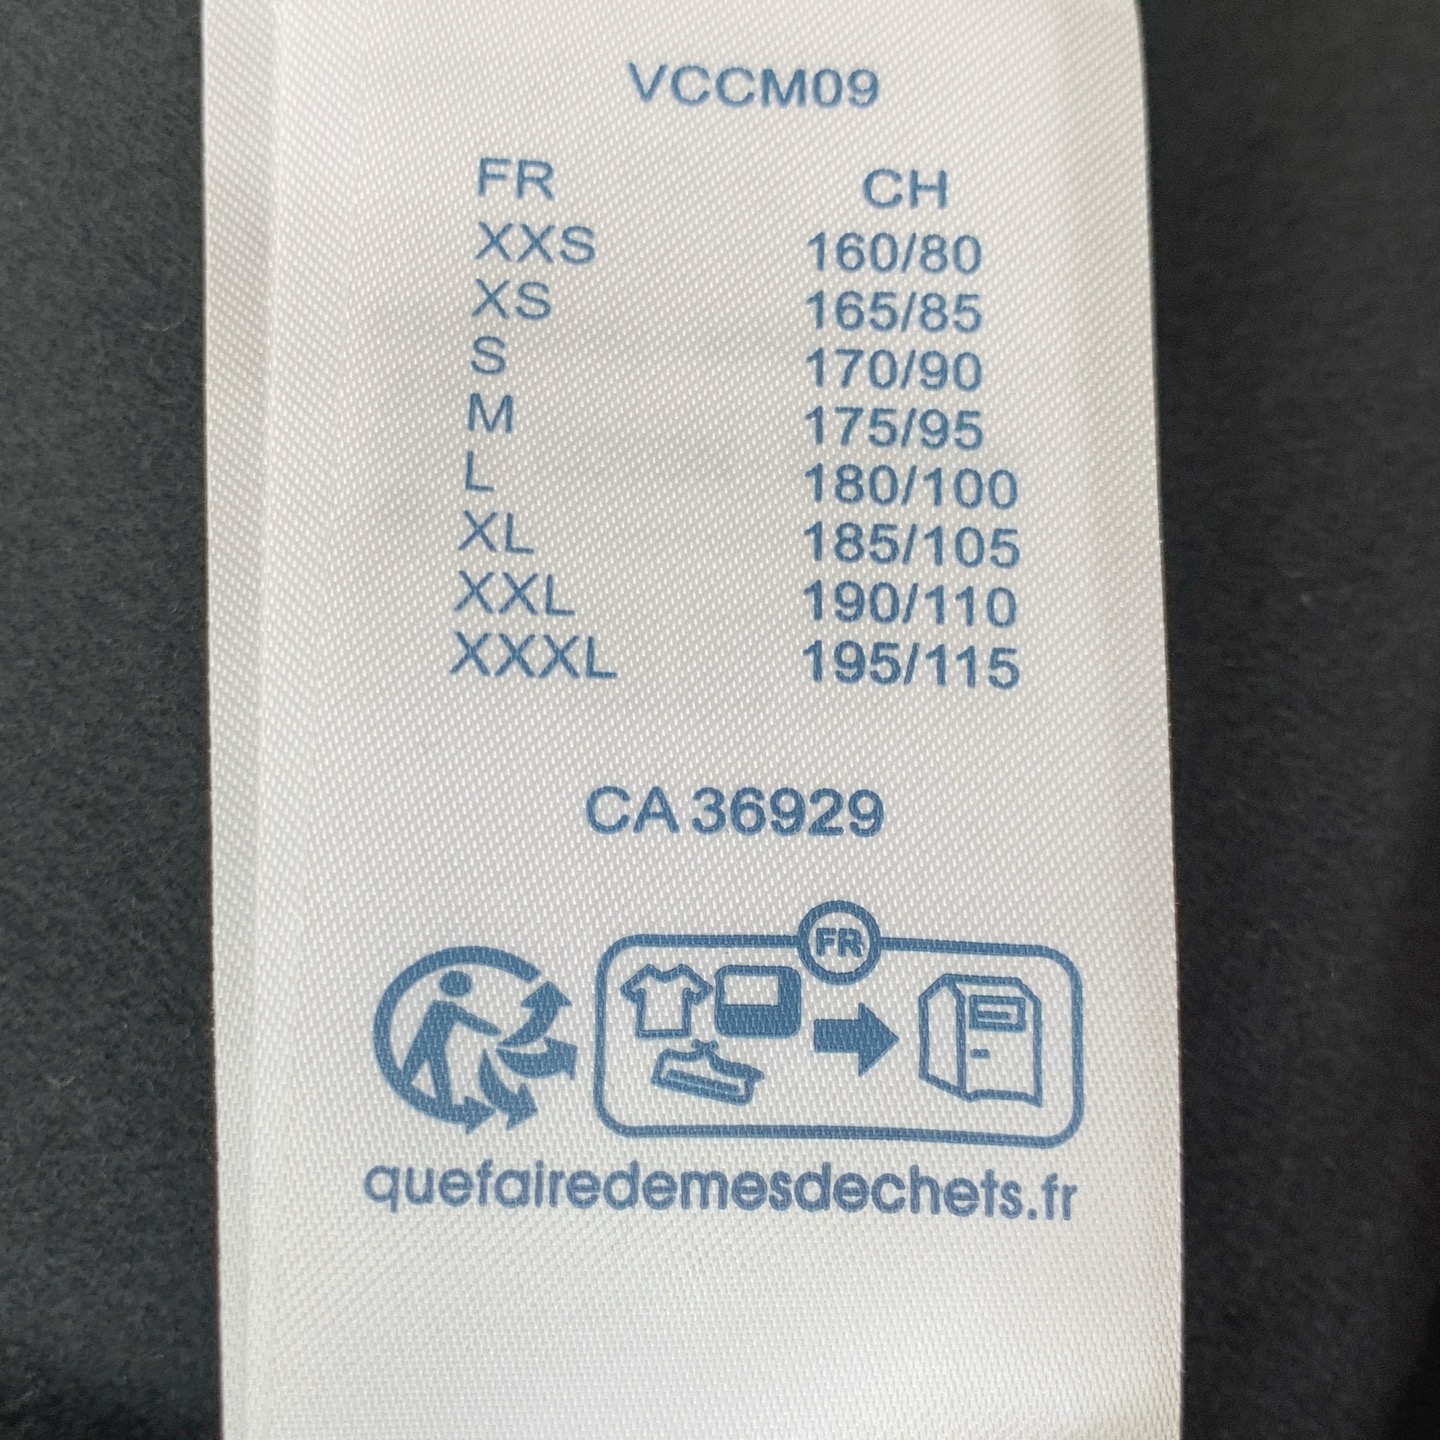 VCCM09
FR CH
XXS 160/80
XS 165/85
S 170/90
M 175/95
L 180/100
XL 185/105
XXL 190/110
XXXL 195/115
CA 36929
FR
quefairedemesdechets.fr